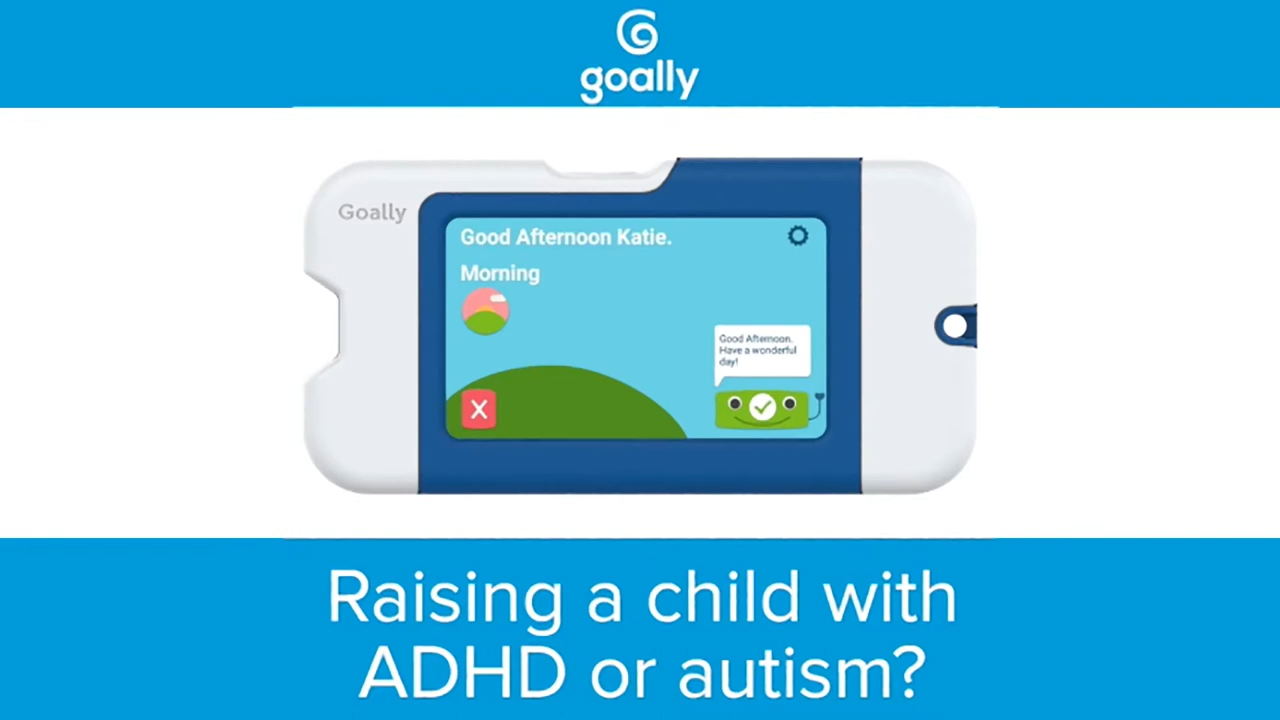 goally
Goally
Good Afternoon Katie.
Morning
Good Afternoon.
Have a wonderful
day!
X
Raising a child with
ADHD or autism?